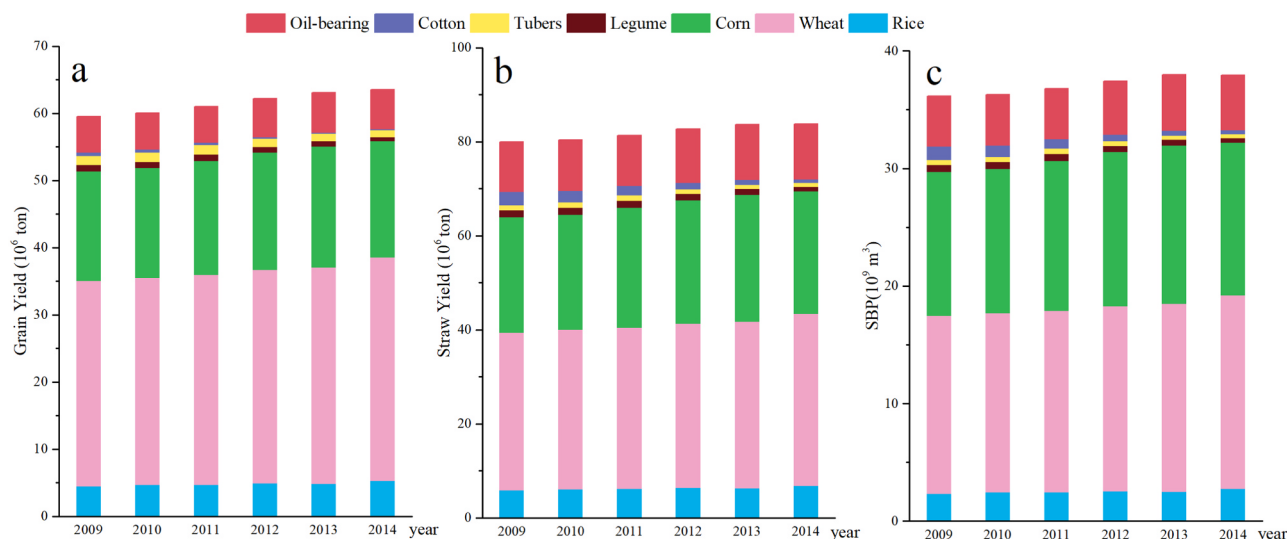 Oil-bearing Cotton Tubers Legume Corn Wheat Rice
a
Grain Yield (10⁶ ton)
70
60
50
40
30
20
10
0
2009 2010 2011 2012 2013 2014 year
b
Straw Yield (10⁶ ton)
100
80
60
40
20
0
2009 2010 2011 2012 2013 2014 year
c
SBP(10⁹ m³)
40
30
20
10
0
2009 2010 2011 2012 2013 2014 year